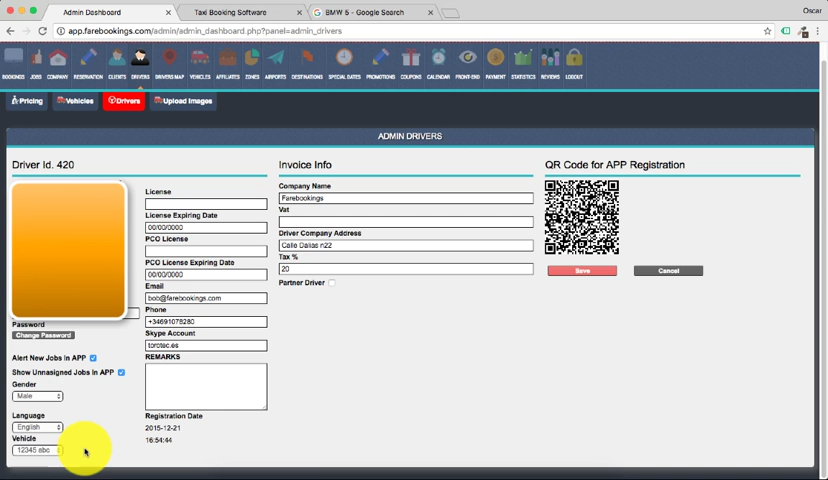 Admin Dashboard
Taxi Booking Software
BMW 5 - Google Search
Oscar
app.farebookings.com/admin/admin_dashboard.php?panel=admin_drivers
BOOKINGS JOBS COMPANY RESERVATION CLIENTS DRIVERS DRIVERS MAP VEHICLES AFFILIATES ZONES AIRPORTS DESTINATIONS SPECIAL DATES PROMOTIONS COUPONS CALENDAR FRONT-END PAYMENT STATISTICS REVIEWS LOGOUT
Pricing Vehicles Drivers Upload Images
ADMIN DRIVERS
Driver Id. 420
Password
Change Password
Alert New Jobs in APP
Show Unnasigned Jobs in APP
Gender
Male
Language
English
Vehicle
12345 abc
License
License Expiring Date
00/00/0000
PCO License
PCO License Expiring Date
00/00/0000
Email
bob@farebookings.com
Phone
+34691078280
Skype Account
torotec.es
REMARKS
Registration Date
2015-12-21
16:54:44
Invoice Info
Company Name
Farebookings
Vat
Driver Company Address
Calle Dalias n22
Tax %
20
Partner Driver
QR Code for APP Registration
Save
Cancel